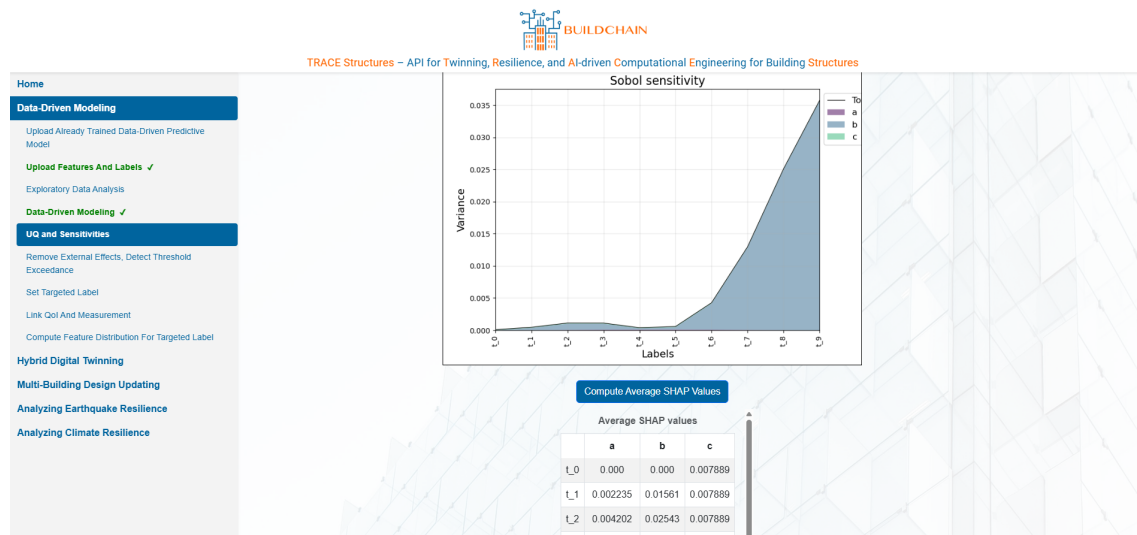 BUILDCHAIN
TRACE Structures – API for Twinning, Resilience, and AI-driven Computational Engineering for Building Structures
Home
Data-Driven Modeling
Upload Already Trained Data-Driven Predictive
Model
Upload Features And Labels ✓
Exploratory Data Analysis
Data-Driven Modeling ✓
UQ and Sensitivities
Remove External Effects, Detect Threshold
Exceedance
Set Targeted Label
Link QoI And Measurement
Compute Feature Distribution For Targeted Label
Hybrid Digital Twinning
Multi-Building Design Updating
Analyzing Earthquake Resilience
Analyzing Climate Resilience
Sobol sensitivity
Variance
0.035
0.030
0.025
0.020
0.015
0.010
0.005
0.000
t_0 t_1 t_2 t_3 t_4 t_5 t_6 t_7 t_8 t_9
Labels
To
a
b
c
Compute Average SHAP Values
Average SHAP values
a b c
t_0 0.000 0.000 0.007889
t_1 0.002235 0.01561 0.007889
t_2 0.004202 0.02543 0.007889